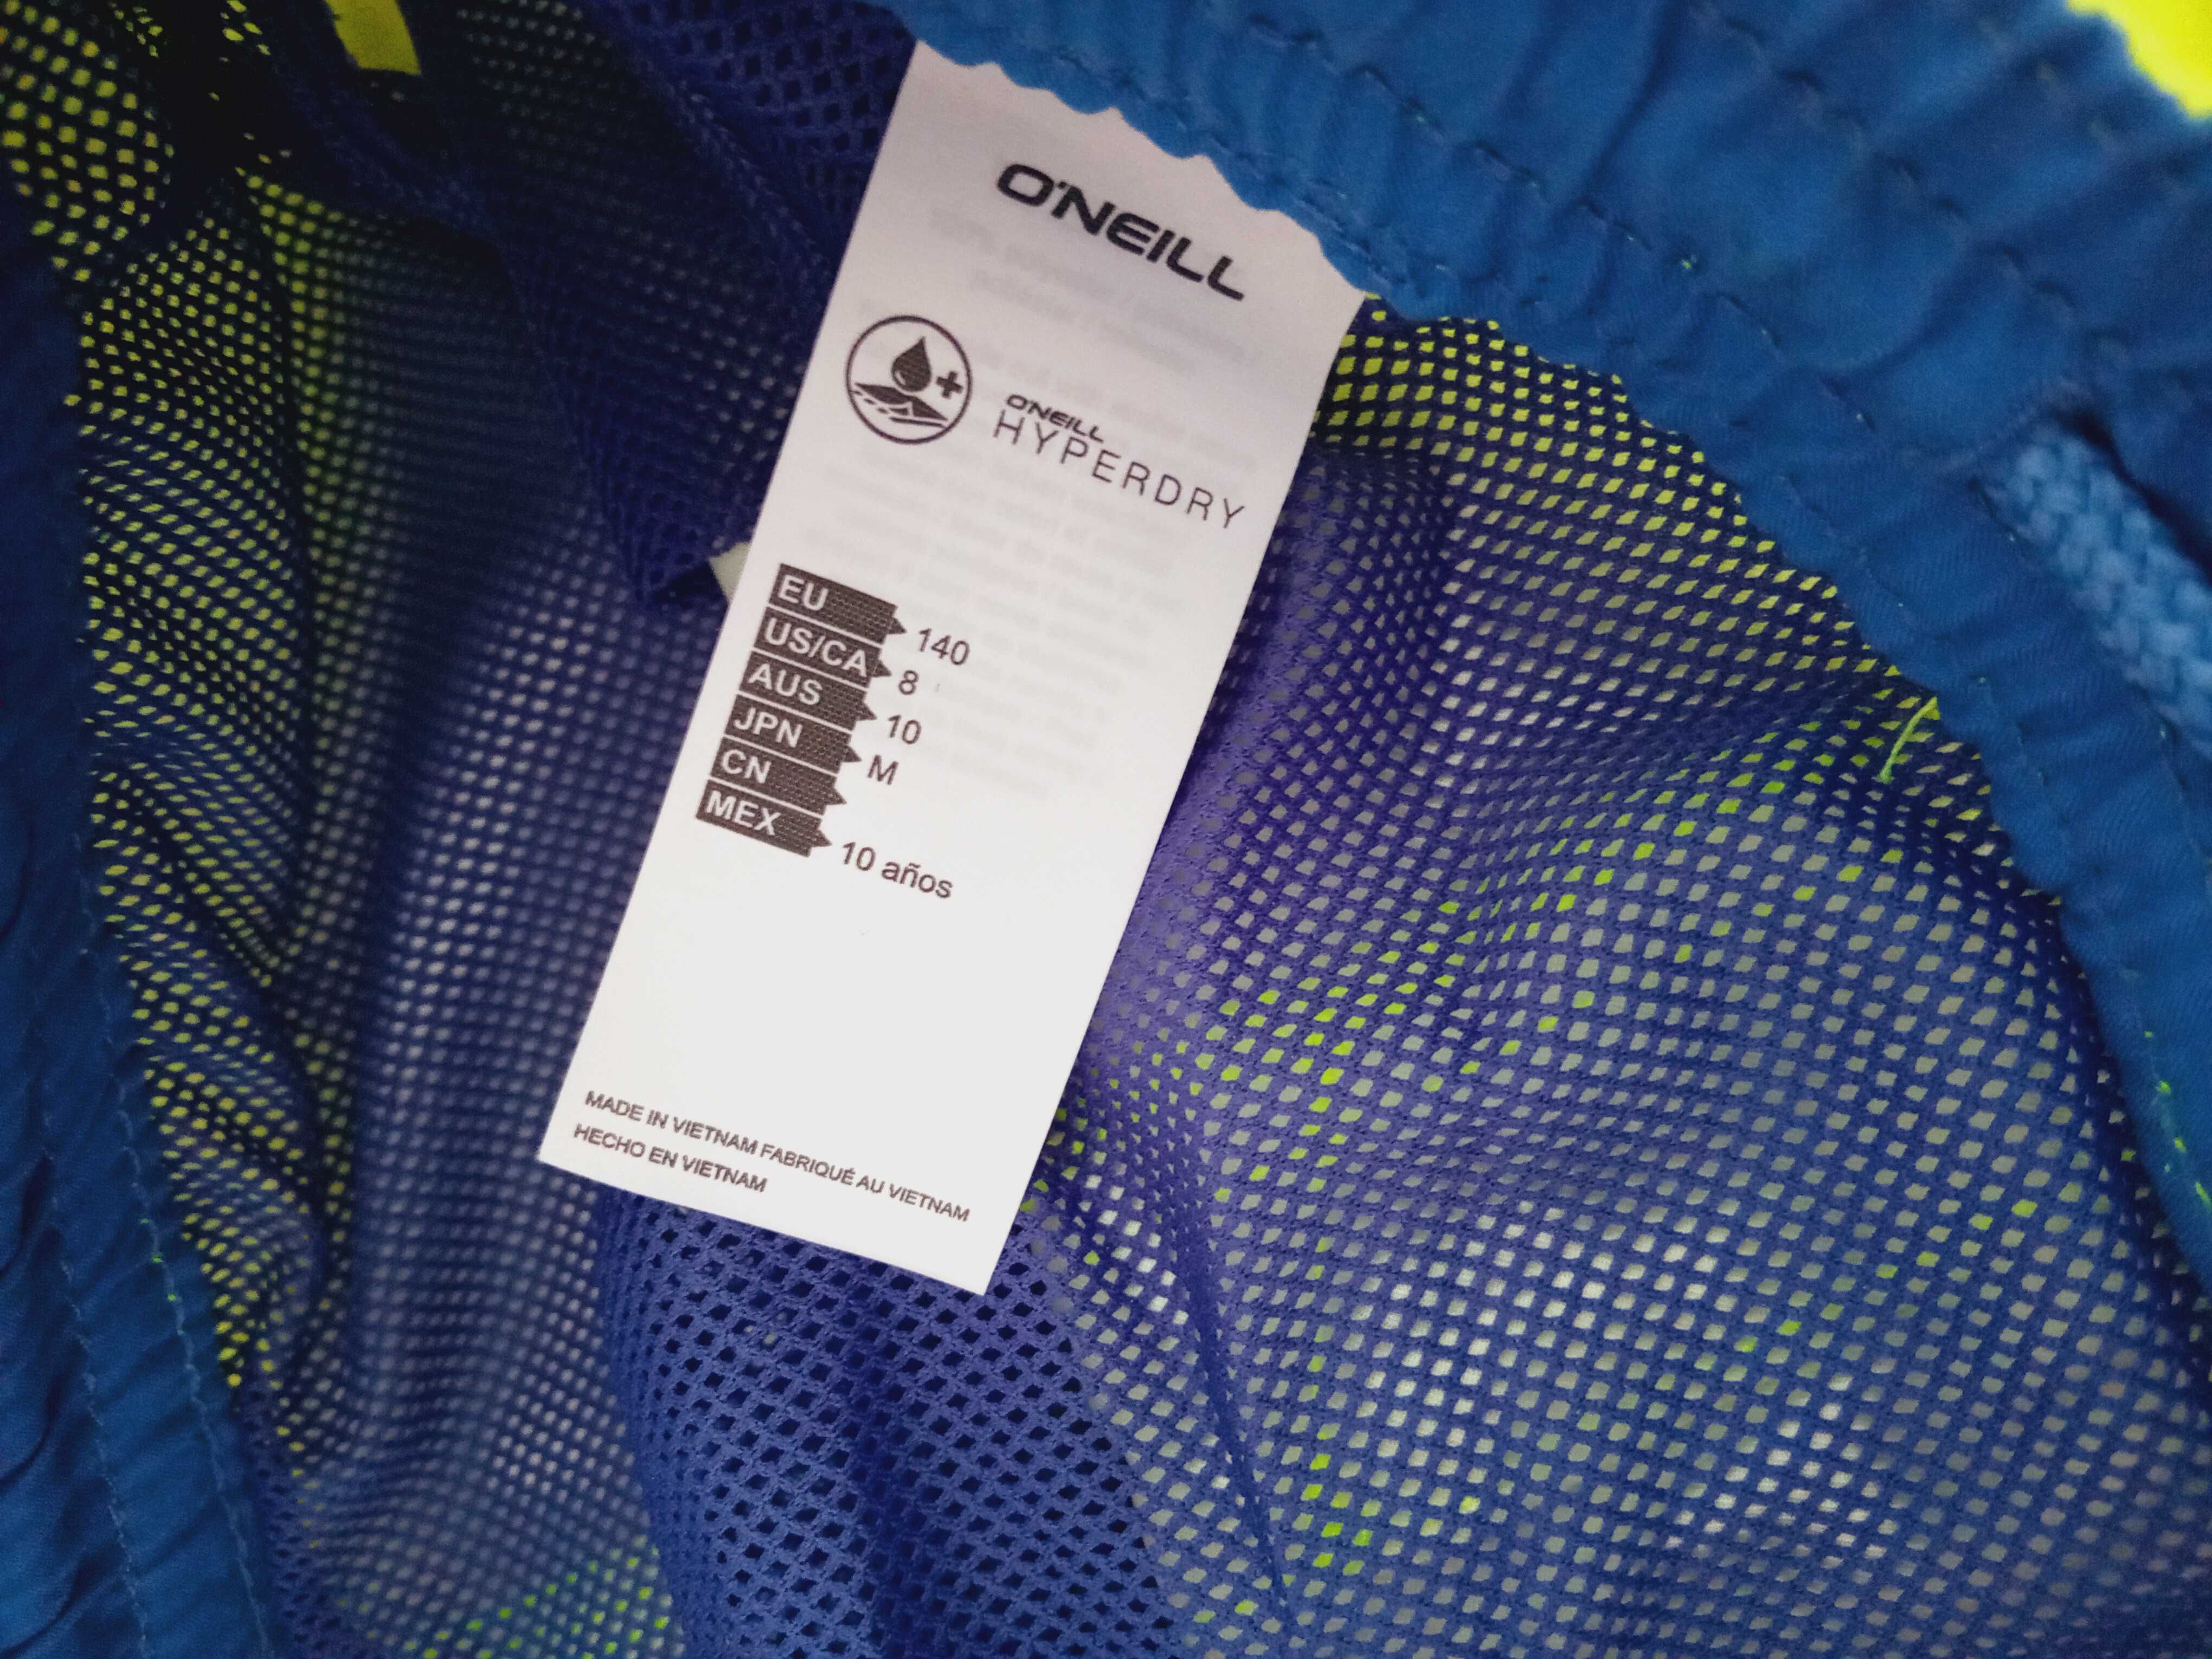 O'NEILL
O'NEILL
HYPERDRY
EU 140
US/CA 8
AUS 10
JPN M
CN
MEX 10 años
MADE IN VIETNAM FABRIQUÉ AU VIETNAM
HECHO EN VIETNAM